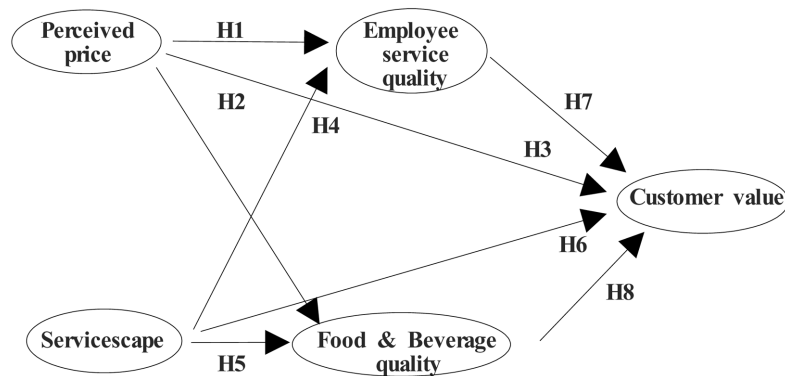 Perceived
price
H1
Employee
service
quality
H2
H4
H7
H3
Customer value
H6
H8
Servicescape
H5
Food & Beverage
quality